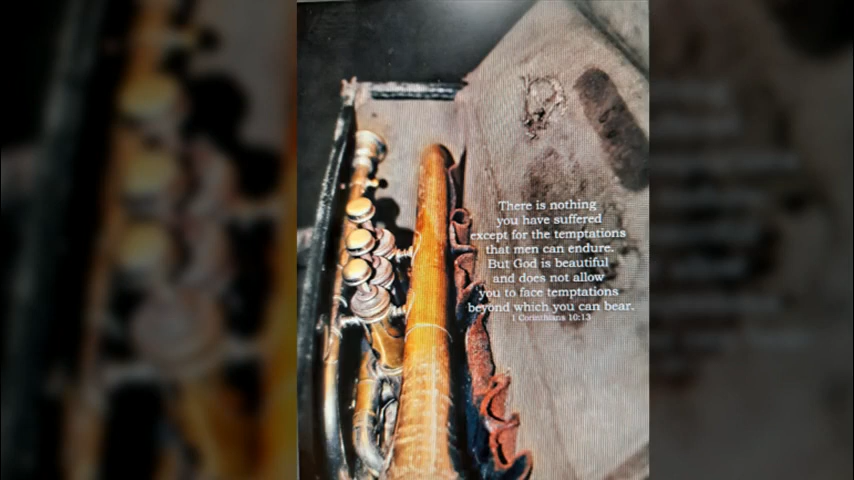 There is nothing
you have suffered
except for the temptations
that men can endure.
But God is beautiful
and does not allow
you to face temptations
beyond which you can bear.
1 Corinthians 10:13